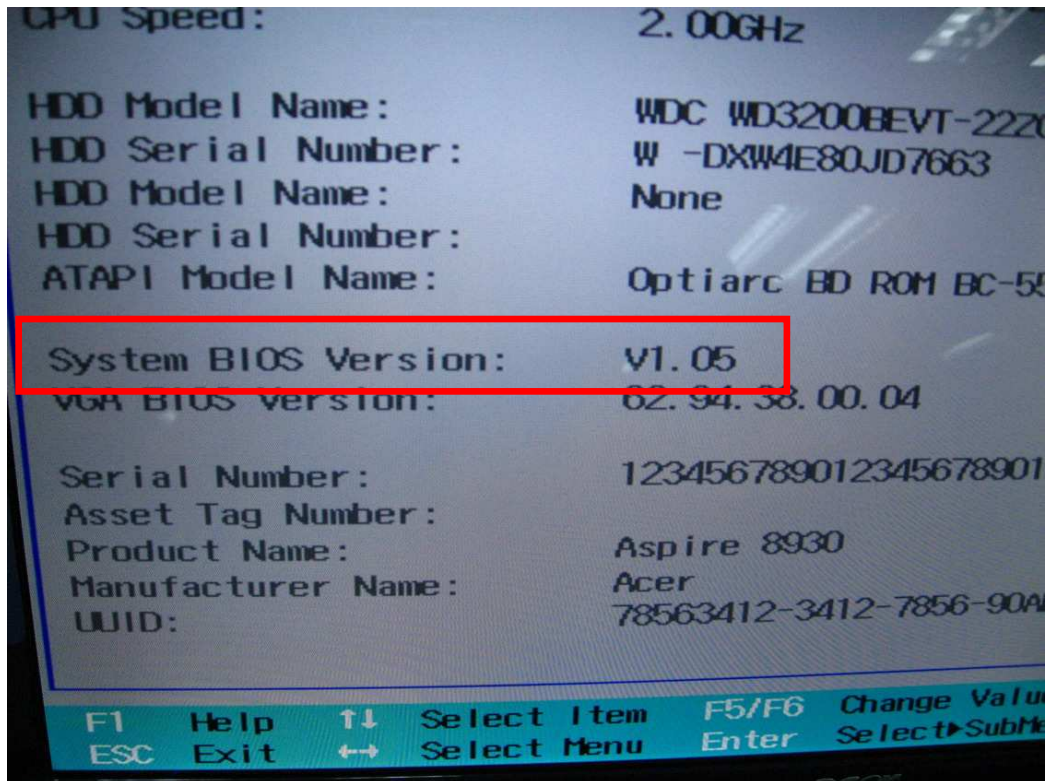 CPU Speed: 2.00GHz
HDD Model Name: WDC WD3200BEVT-22Z
HDD Serial Number: W -DXW4E80JD7663
HDD Model Name: None
HDD Serial Number:
ATAPI Model Name: Optiarc BD ROM BC-55
System BIOS Version: V1.05
VGA BIOS Version: 62.94.38.00.04
Serial Number: 123456789012345678901
Asset Tag Number:
Product Name: Aspire 8930
Manufacturer Name: Acer
UUID: 78563412-3412-7856-90A
F1 Help ↑↓ Select Item F5/F6 Change Valu
ESC Exit ↔ Select Menu Enter Select▶SubMe